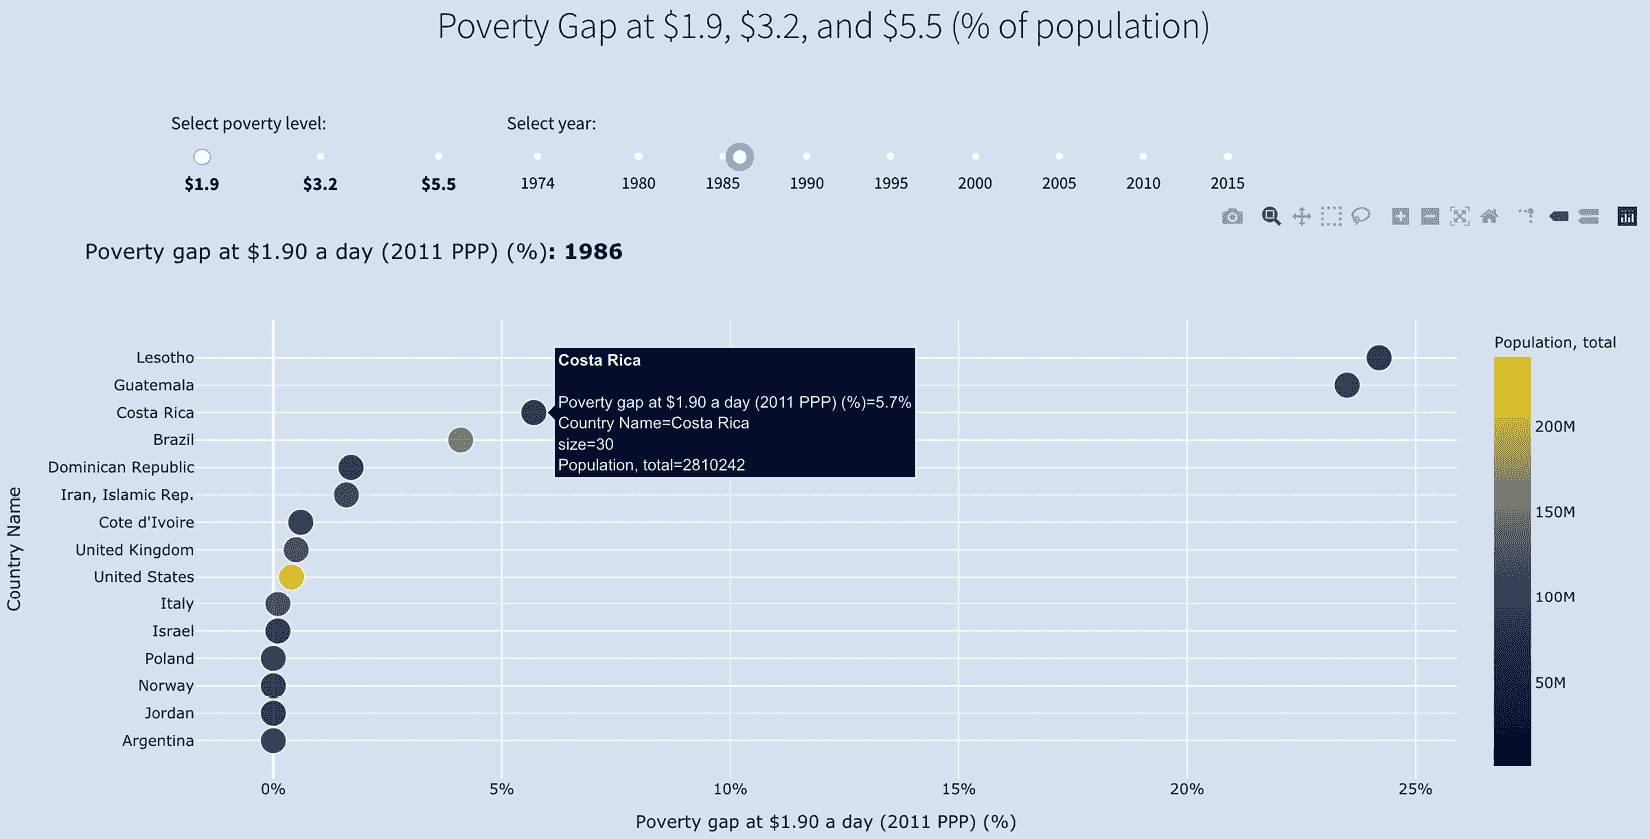 Poverty Gap at $1.9, $3.2, and $5.5 (% of population)
Select poverty level:
Select year:
$1.9 $3.2 $5.5
1974 1980 1985 1990 1995 2000 2005 2010 2015
Poverty gap at $1.90 a day (2011 PPP) (%): 1986
Country Name
Lesotho
Guatemala
Costa Rica
Brazil
Dominican Republic
Iran, Islamic Rep.
Cote d'Ivoire
United Kingdom
United States
Italy
Israel
Poland
Norway
Jordan
Argentina
Costa Rica
Poverty gap at $1.90 a day (2011 PPP) (%)=5.7%
Country Name=Costa Rica
size=30
Population, total=2810242
0% 5% 10% 15% 20% 25%
Poverty gap at $1.90 a day (2011 PPP) (%)
Population, total
200M
150M
100M
50M